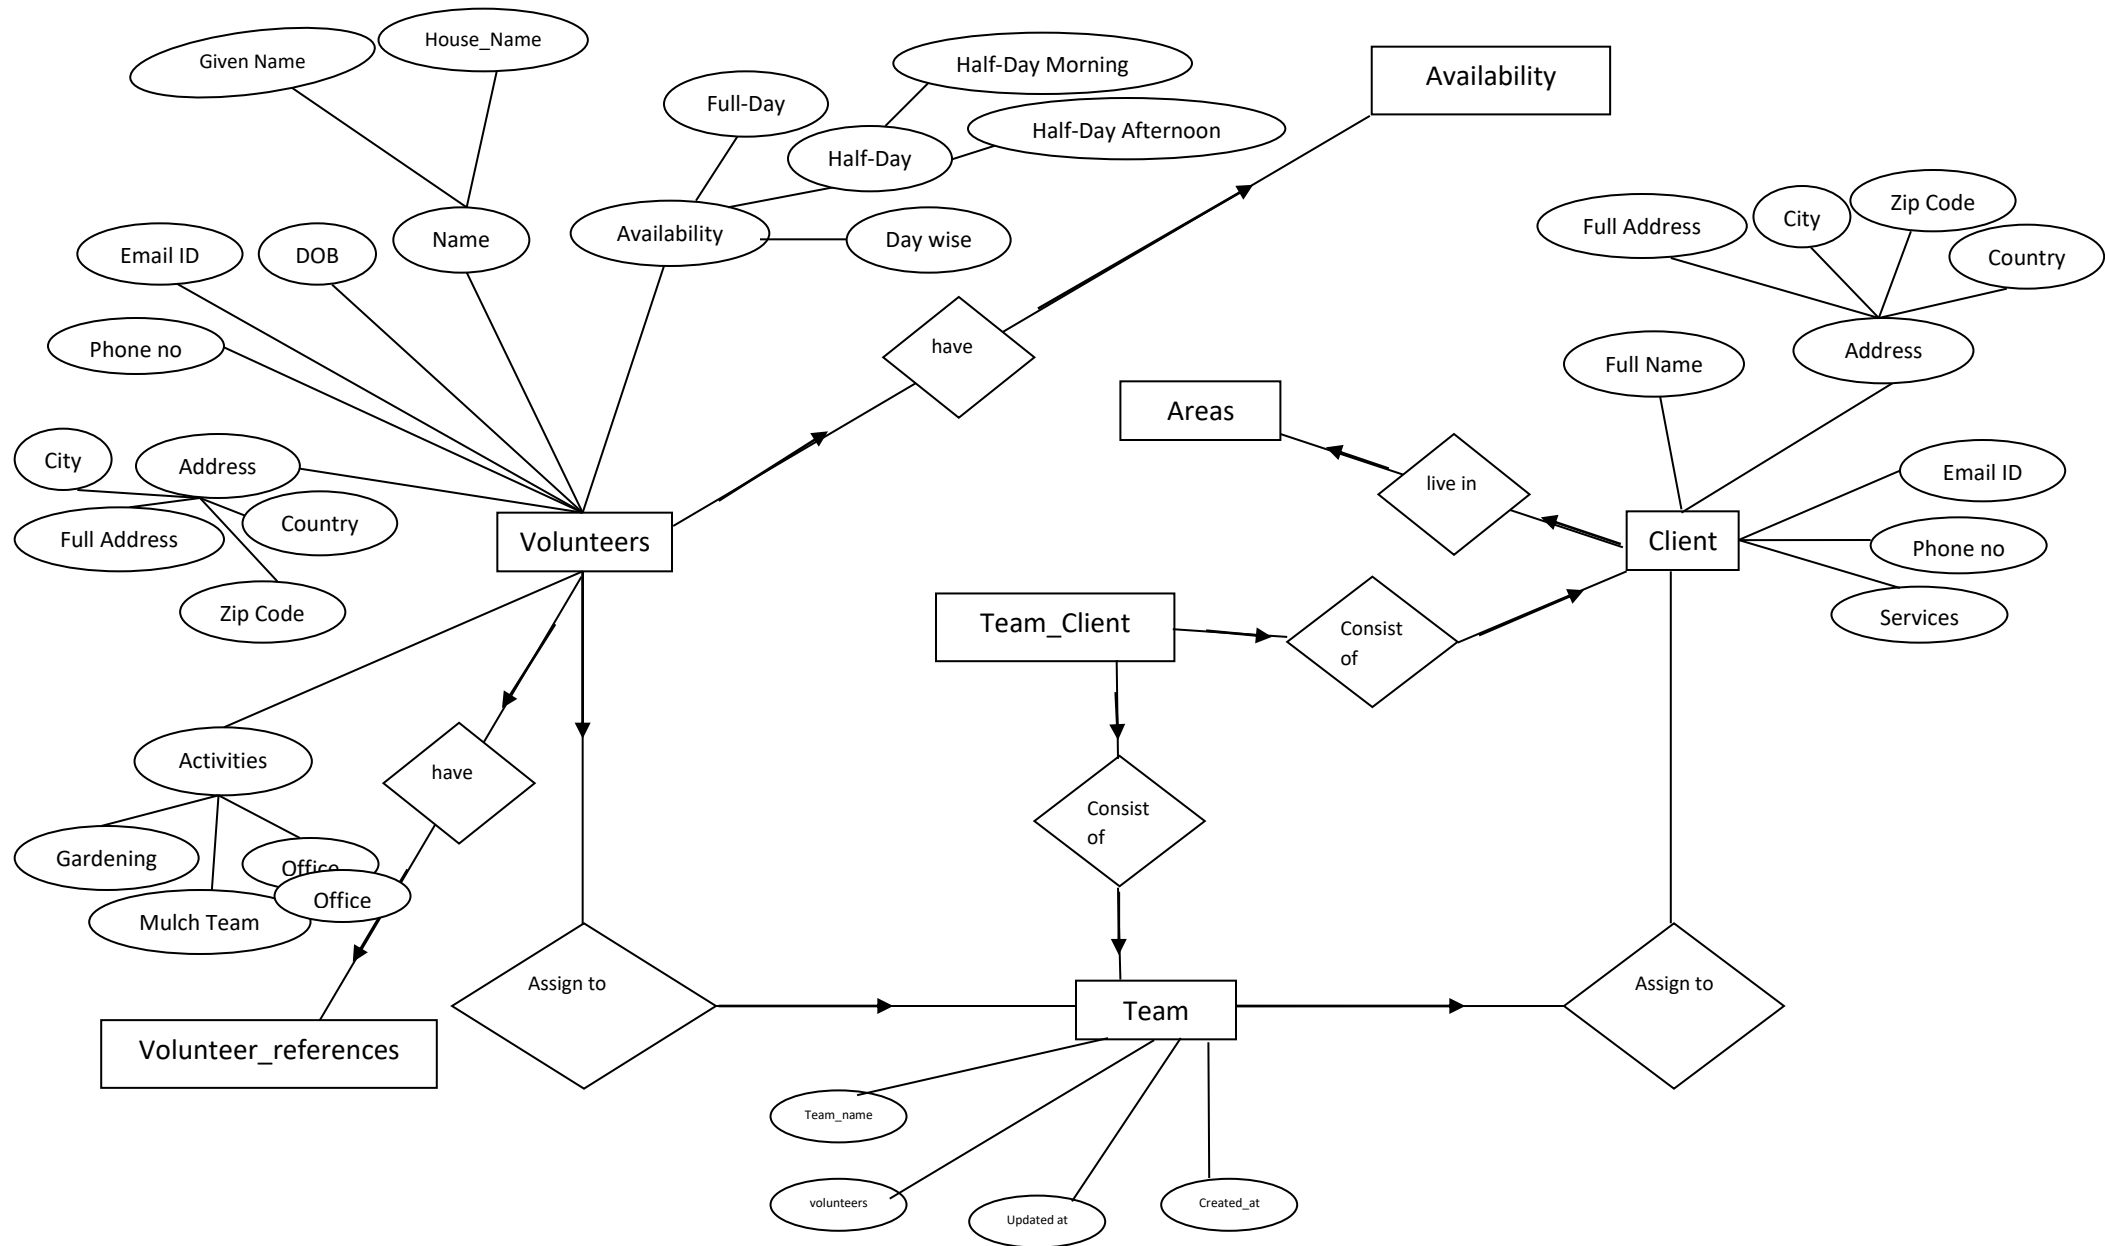 House_Name
Given Name
Half-Day Morning
Availability
Full-Day
Half-Day Afternoon
Half-Day
Zip Code
City
Full Address
Country
Name
Availability
Day wise
Email ID
DOB
Phone no
have
Address
Full Name
Areas
City
Address
Email ID
live in
Country
Full Address
Volunteers
Client
Phone no
Zip Code
Team_Client
Consist
of
Services
Activities
have
Consist
of
Gardening
Office
Office
Mulch Team
Assign to
Assign to
Team
Volunteer_references
Team_name
volunteers
Created_at
Updated at